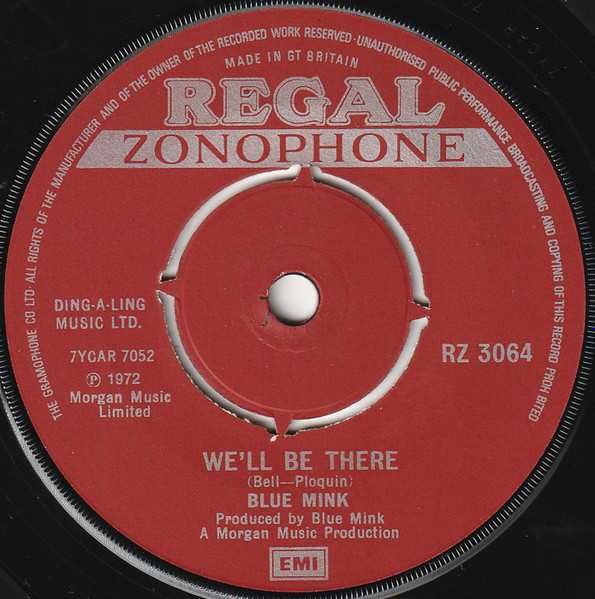 THE GRAMOPHONE CO LTD · ALL RIGHTS OF THE MANUFACTURER AND OF THE OWNER OF THE RECORDED WORK RESERVED · UNAUTHORISED PUBLIC PERFORMANCE BROADCASTING AND COPYING OF THIS RECORD PROHIBITED
MADE IN GT BRITAIN
REGAL
ZONOPHONE
DING-A-LING
MUSIC LTD.
7YCAR 7052
Ⓟ 1972
Morgan Music
Limited
RZ 3064
WE'LL BE THERE
(Bell—Ploquin)
BLUE MINK
Produced by Blue Mink
A Morgan Music Production
EMI